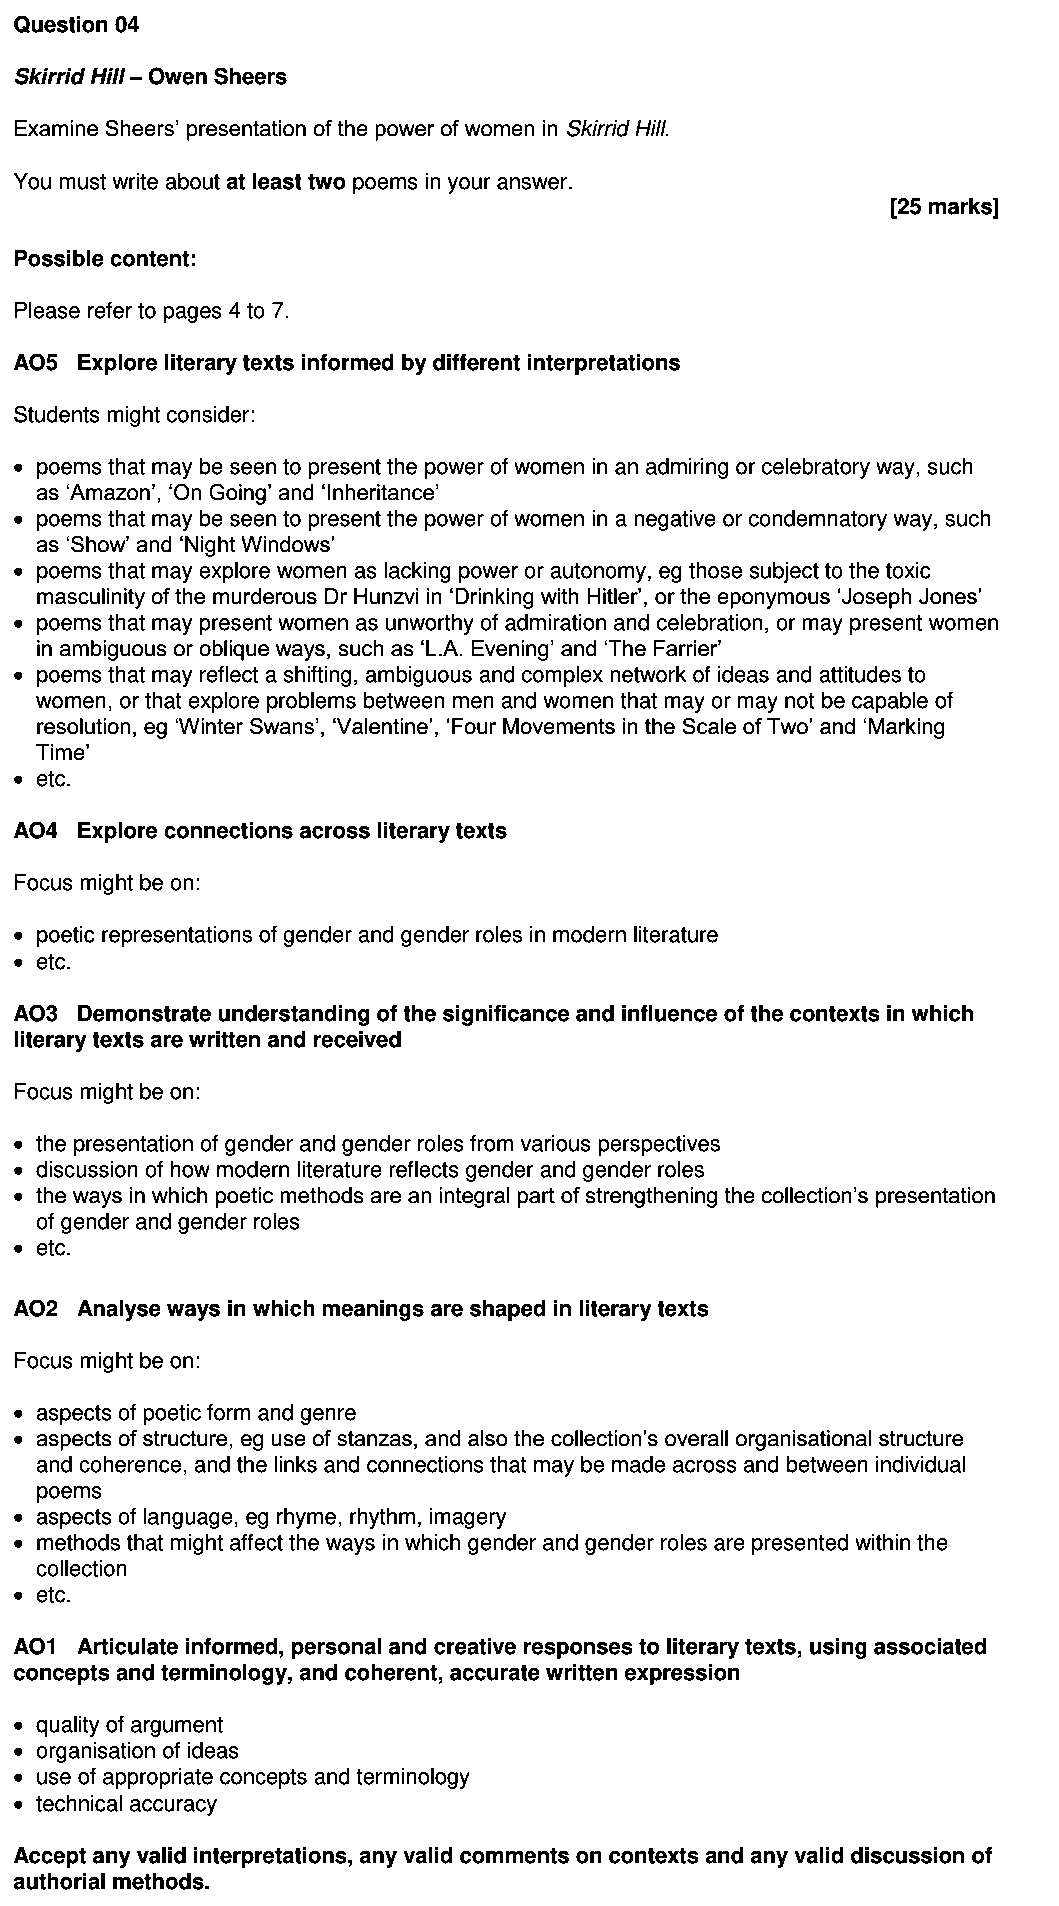 Question 04
Skirrid Hill – Owen Sheers
Examine Sheers’ presentation of the power of women in Skirrid Hill.
You must write about at least two poems in your answer.
[25 marks]
Possible content:
Please refer to pages 4 to 7.
AO5 Explore literary texts informed by different interpretations
Students might consider:
• poems that may be seen to present the power of women in an admiring or celebratory way, such
as ‘Amazon’, ‘On Going’ and ‘Inheritance’
• poems that may be seen to present the power of women in a negative or condemnatory way, such
as ‘Show’ and ‘Night Windows’
• poems that may explore women as lacking power or autonomy, eg those subject to the toxic
masculinity of the murderous Dr Hunzvi in ‘Drinking with Hitler’, or the eponymous ‘Joseph Jones’
• poems that may present women as unworthy of admiration and celebration, or may present women
in ambiguous or oblique ways, such as ‘L.A. Evening’ and ‘The Farrier’
• poems that may reflect a shifting, ambiguous and complex network of ideas and attitudes to
women, or that explore problems between men and women that may or may not be capable of
resolution, eg ‘Winter Swans’, ‘Valentine’, ‘Four Movements in the Scale of Two’ and ‘Marking
Time’
• etc.
AO4 Explore connections across literary texts
Focus might be on:
• poetic representations of gender and gender roles in modern literature
• etc.
AO3 Demonstrate understanding of the significance and influence of the contexts in which
literary texts are written and received
Focus might be on:
• the presentation of gender and gender roles from various perspectives
• discussion of how modern literature reflects gender and gender roles
• the ways in which poetic methods are an integral part of strengthening the collection’s presentation
of gender and gender roles
• etc.
AO2 Analyse ways in which meanings are shaped in literary texts
Focus might be on:
• aspects of poetic form and genre
• aspects of structure, eg use of stanzas, and also the collection’s overall organisational structure
and coherence, and the links and connections that may be made across and between individual
poems
• aspects of language, eg rhyme, rhythm, imagery
• methods that might affect the ways in which gender and gender roles are presented within the
collection
• etc.
AO1 Articulate informed, personal and creative responses to literary texts, using associated
concepts and terminology, and coherent, accurate written expression
• quality of argument
• organisation of ideas
• use of appropriate concepts and terminology
• technical accuracy
Accept any valid interpretations, any valid comments on contexts and any valid discussion of
authorial methods.